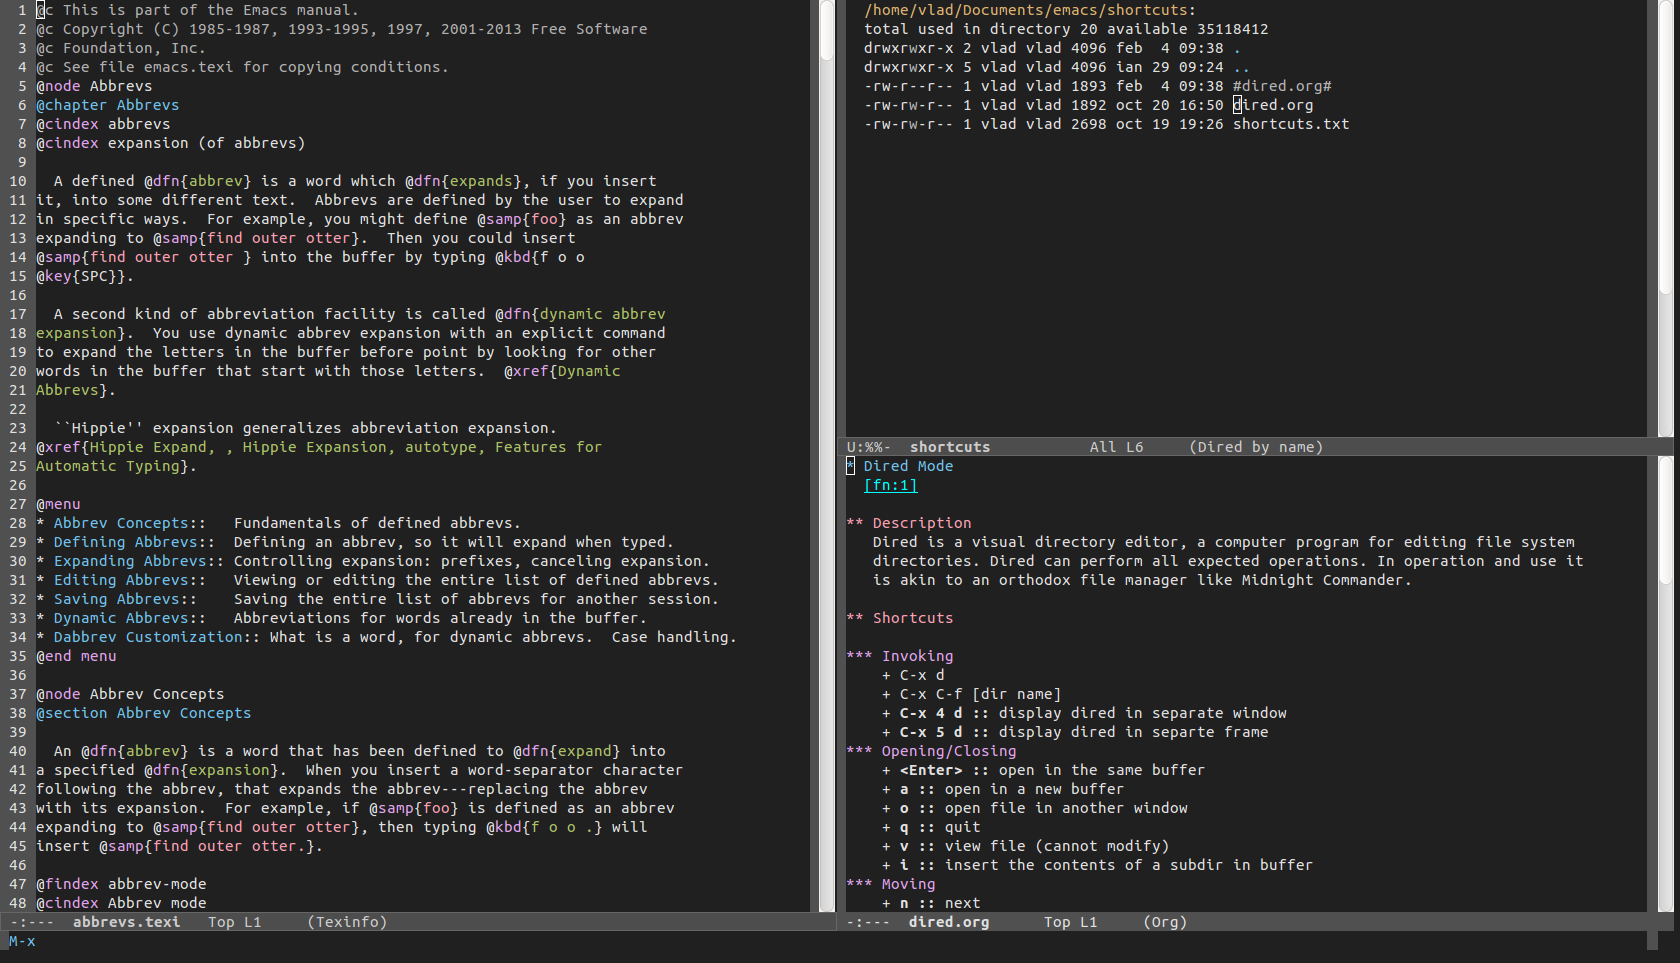 1 @c This is part of the Emacs manual.
2 @c Copyright (C) 1985-1987, 1993-1995, 1997, 2001-2013 Free Software
3 @c Foundation, Inc.
4 @c See file emacs.texi for copying conditions.
5 @node Abbrevs
6 @chapter Abbrevs
7 @cindex abbrevs
8 @cindex expansion (of abbrevs)
9
10   A defined @dfn{abbrev} is a word which @dfn{expands}, if you insert
11 it, into some different text.  Abbrevs are defined by the user to expand
12 in specific ways.  For example, you might define @samp{foo} as an abbrev
13 expanding to @samp{find outer otter}.  Then you could insert
14 @samp{find outer otter } into the buffer by typing @kbd{f o o
15 @key{SPC}}.
16
17   A second kind of abbreviation facility is called @dfn{dynamic abbrev
18 expansion}.  You use dynamic abbrev expansion with an explicit command
19 to expand the letters in the buffer before point by looking for other
20 words in the buffer that start with those letters.  @xref{Dynamic
21 Abbrevs}.
22
23   ``Hippie'' expansion generalizes abbreviation expansion.
24 @xref{Hippie Expand, , Hippie Expansion, autotype, Features for
25 Automatic Typing}.
26
27 @menu
28 * Abbrev Concepts::   Fundamentals of defined abbrevs.
29 * Defining Abbrevs::  Defining an abbrev, so it will expand when typed.
30 * Expanding Abbrevs:: Controlling expansion: prefixes, canceling expansion.
31 * Editing Abbrevs::   Viewing or editing the entire list of defined abbrevs.
32 * Saving Abbrevs::    Saving the entire list of abbrevs for another session.
33 * Dynamic Abbrevs::   Abbreviations for words already in the buffer.
34 * Dabbrev Customization:: What is a word, for dynamic abbrevs.  Case handling.
35 @end menu
36
37 @node Abbrev Concepts
38 @section Abbrev Concepts
39
40   An @dfn{abbrev} is a word that has been defined to @dfn{expand} into
41 a specified @dfn{expansion}.  When you insert a word-separator character
42 following the abbrev, that expands the abbrev---replacing the abbrev
43 with its expansion.  For example, if @samp{foo} is defined as an abbrev
44 expanding to @samp{find outer otter}, then typing @kbd{f o o .} will
45 insert @samp{find outer otter.}.
46
47 @findex abbrev-mode
48 @cindex Abbrev mode
-:---  abbrevs.texi   Top L1     (Texinfo)
M-x
/home/vlad/Documents/emacs/shortcuts:
total used in directory 20 available 35118412
drwxrwxr-x 2 vlad vlad 4096 feb  4 09:38 .
drwxrwxr-x 5 vlad vlad 4096 ian 29 09:24 ..
-rw-r--r-- 1 vlad vlad 1893 feb  4 09:38 #dired.org#
-rw-rw-r-- 1 vlad vlad 1892 oct 20 16:50 dired.org
-rw-rw-r-- 1 vlad vlad 2698 oct 19 19:26 shortcuts.txt
U:%%-  shortcuts           All L6     (Dired by name)
* Dired Mode
  [fn:1]

** Description
   Dired is a visual directory editor, a computer program for editing file system
   directories. Dired can perform all expected operations. In operation and use it
   is akin to an orthodox file manager like Midnight Commander.

** Shortcuts

*** Invoking
    + C-x d
    + C-x C-f [dir name]
    + C-x 4 d :: display dired in separate window
    + C-x 5 d :: display dired in separte frame
*** Opening/Closing
    + <Enter> :: open in the same buffer
    + a :: open in a new buffer
    + o :: open file in another window
    + q :: quit
    + v :: view file (cannot modify)
    + i :: insert the contents of a subdir in buffer
*** Moving
    + n :: next
-:---  dired.org      Top L1     (Org)